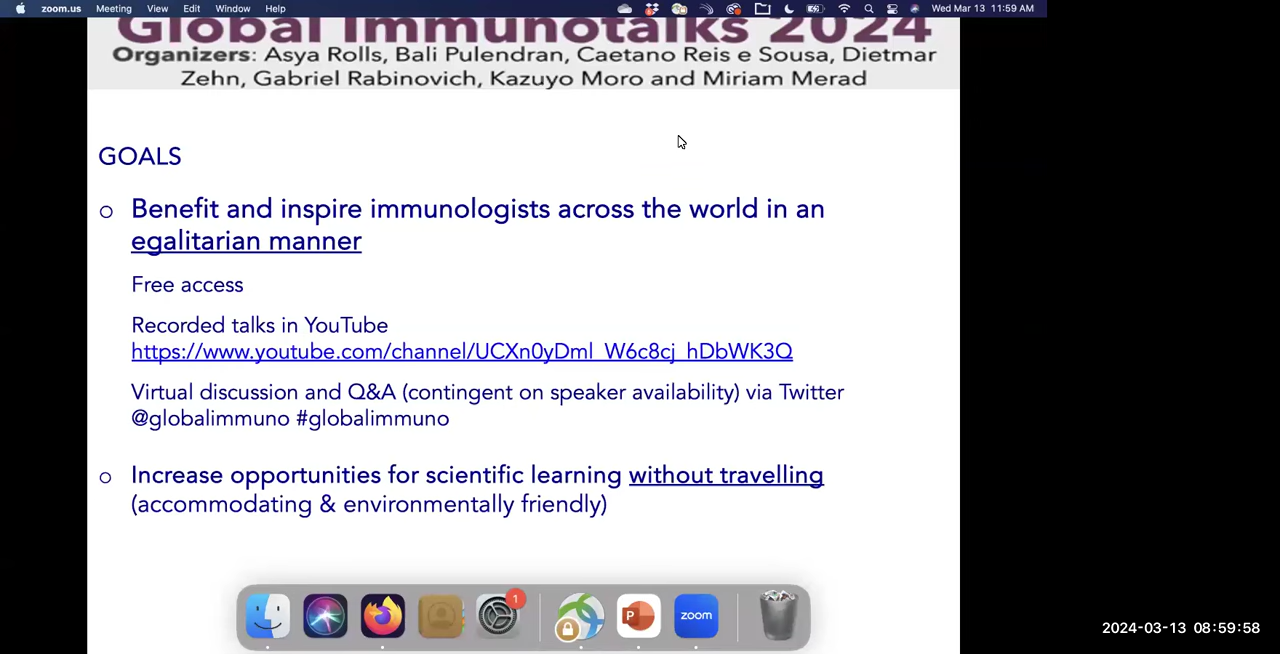 zoom.us Meeting View Edit Window Help Wed Mar 13 11:59 AM
Global Immunotalks 2024
Organizers: Asya Rolls, Bali Pulendran, Caetano Reis e Sousa, Dietmar
Zehn, Gabriel Rabinovich, Kazuyo Moro and Miriam Merad
GOALS
o Benefit and inspire immunologists across the world in an
egalitarian manner
Free access
Recorded talks in YouTube
https://www.youtube.com/channel/UCXn0yDml_W6c8cj_hDbWK3Q
Virtual discussion and Q&A (contingent on speaker availability) via Twitter
@globalimmuno #globalimmuno
o Increase opportunities for scientific learning without travelling
(accommodating & environmentally friendly)
1
P
zoom
2024-03-13 08:59:58